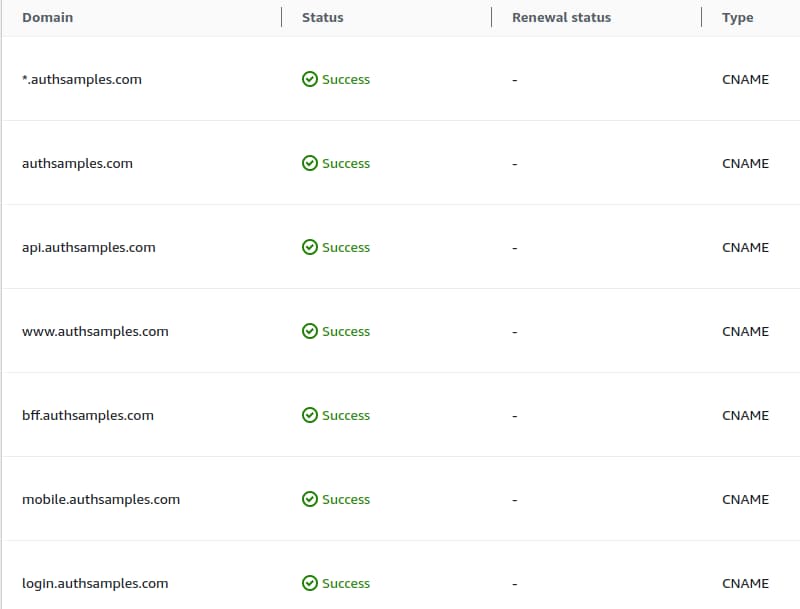 Domain Status Renewal status Type
*.authsamples.com Success - CNAME
authsamples.com Success - CNAME
api.authsamples.com Success - CNAME
www.authsamples.com Success - CNAME
bff.authsamples.com Success - CNAME
mobile.authsamples.com Success - CNAME
login.authsamples.com Success - CNAME